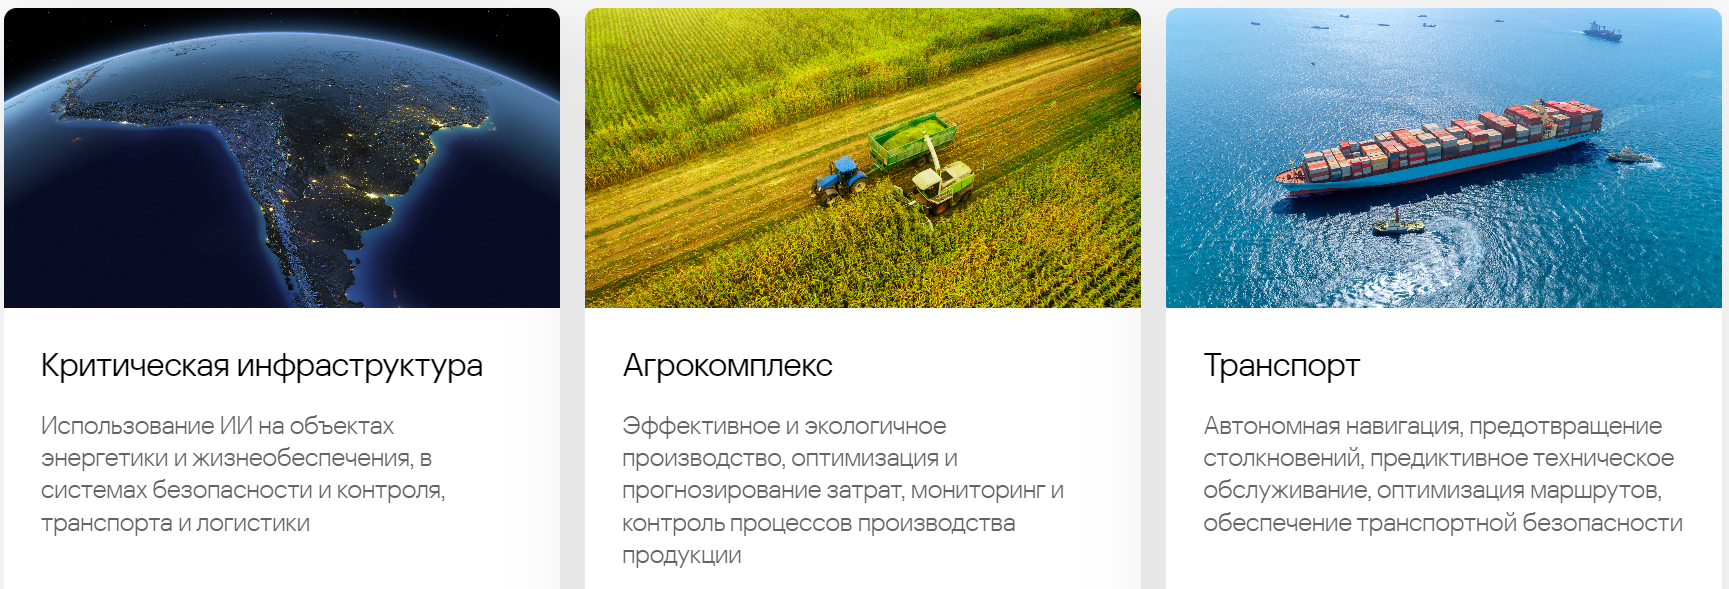 Критическая инфраструктура
Использование ИИ на объектах
энергетики и жизнеобеспечения, в
системах безопасности и контроля,
транспорта и логистики
Агрокомплекс
Эффективное и экологичное
производство, оптимизация и
прогнозирование затрат, мониторинг и
контроль процессов производства
продукции
Транспорт
Автономная навигация, предотвращение
столкновений, предиктивное техническое
обслуживание, оптимизация маршрутов,
обеспечение транспортной безопасности